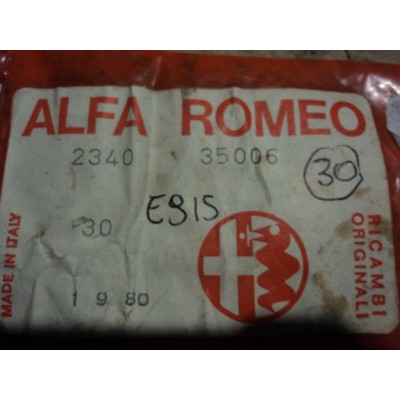 ALFA ROMEO
2340 35006
30
E91S
30
1 9 80
MADE IN ITALY
RICAMBI
ORIGINALI